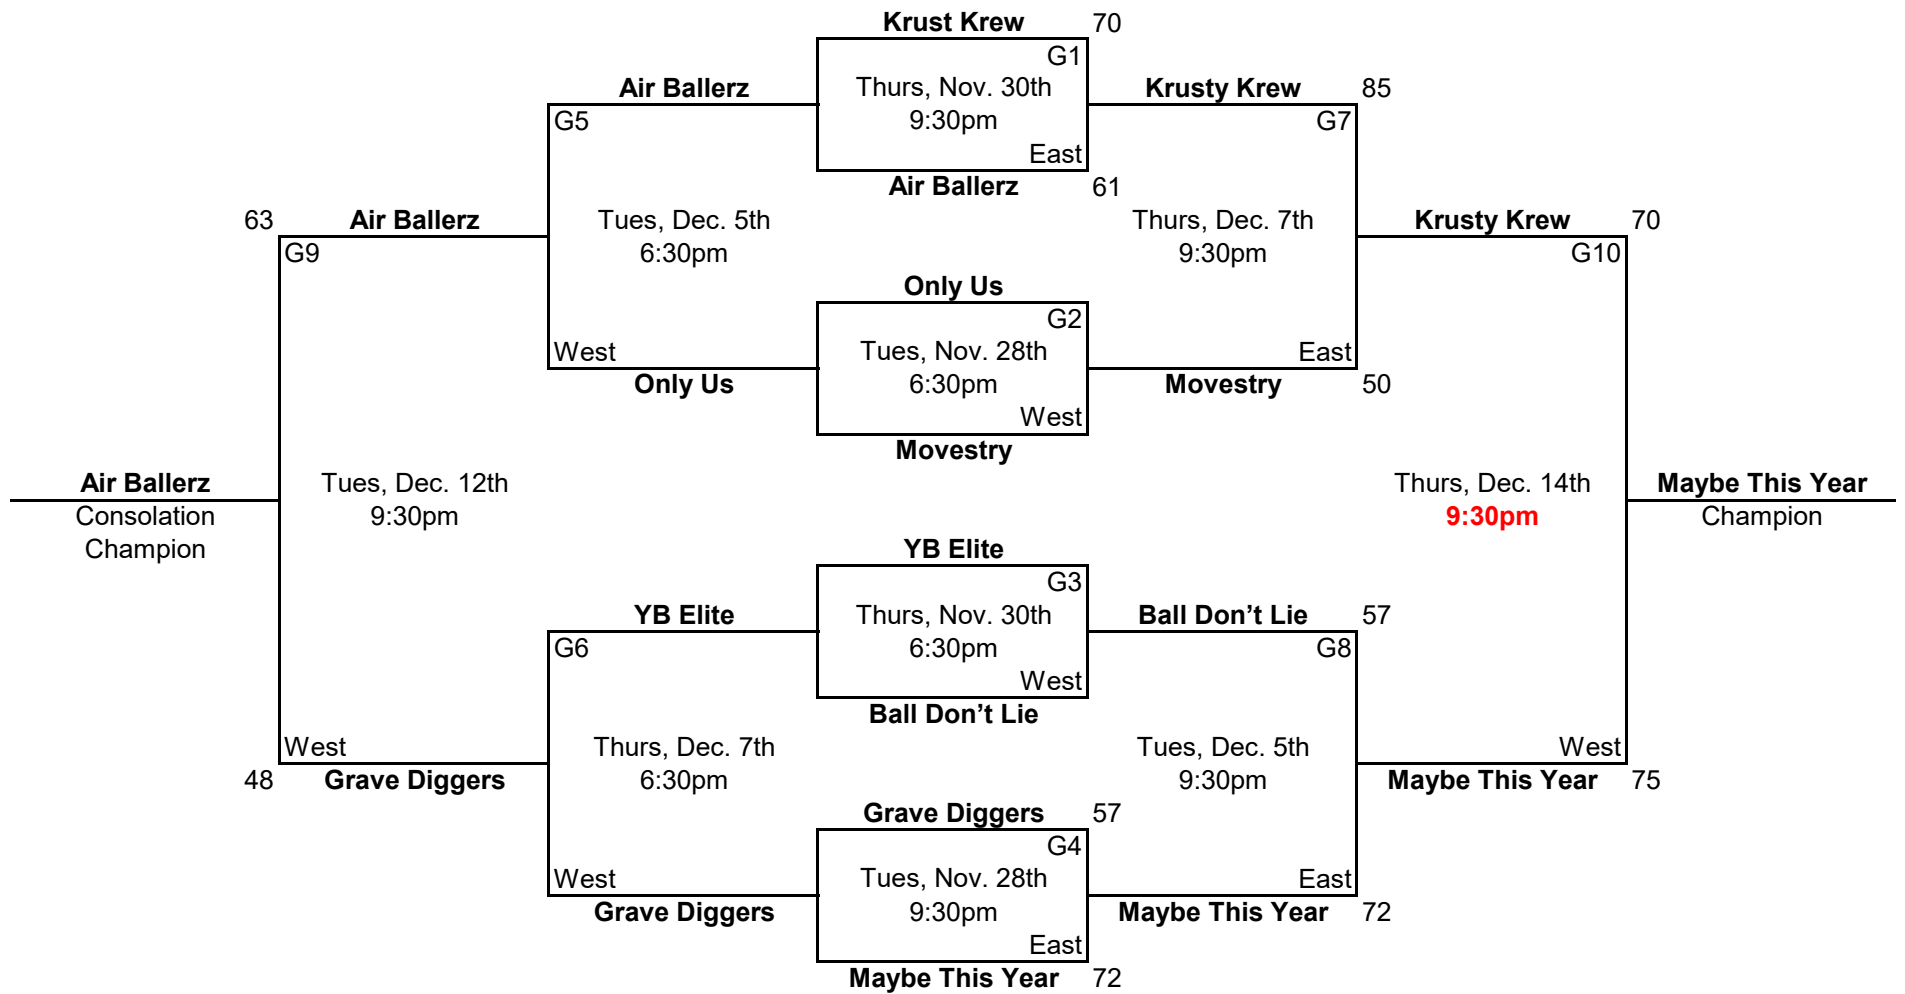 Krust Krew 70
G1
Air Ballerz Thurs, Nov. 30th Krusty Krew 85
G5 9:30pm G7
East
Air Ballerz 61
63 Air Ballerz Tues, Dec. 5th Thurs, Dec. 7th Krusty Krew 70
G9 6:30pm 9:30pm G10
Only Us
G2
West Tues, Nov. 28th East
Only Us 6:30pm Movestry 50
West
Movestry
Air Ballerz Tues, Dec. 12th Thurs, Dec. 14th Maybe This Year
Consolation 9:30pm 9:30pm Champion
Champion
YB Elite
G3
YB Elite Thurs, Nov. 30th Ball Don’t Lie 57
G6 6:30pm G8
West
Ball Don’t Lie
West Thurs, Dec. 7th Tues, Dec. 5th West
48 Grave Diggers 6:30pm 9:30pm Maybe This Year 75
Grave Diggers 57
G4
West Tues, Nov. 28th East
Grave Diggers 9:30pm Maybe This Year 72
East
Maybe This Year 72